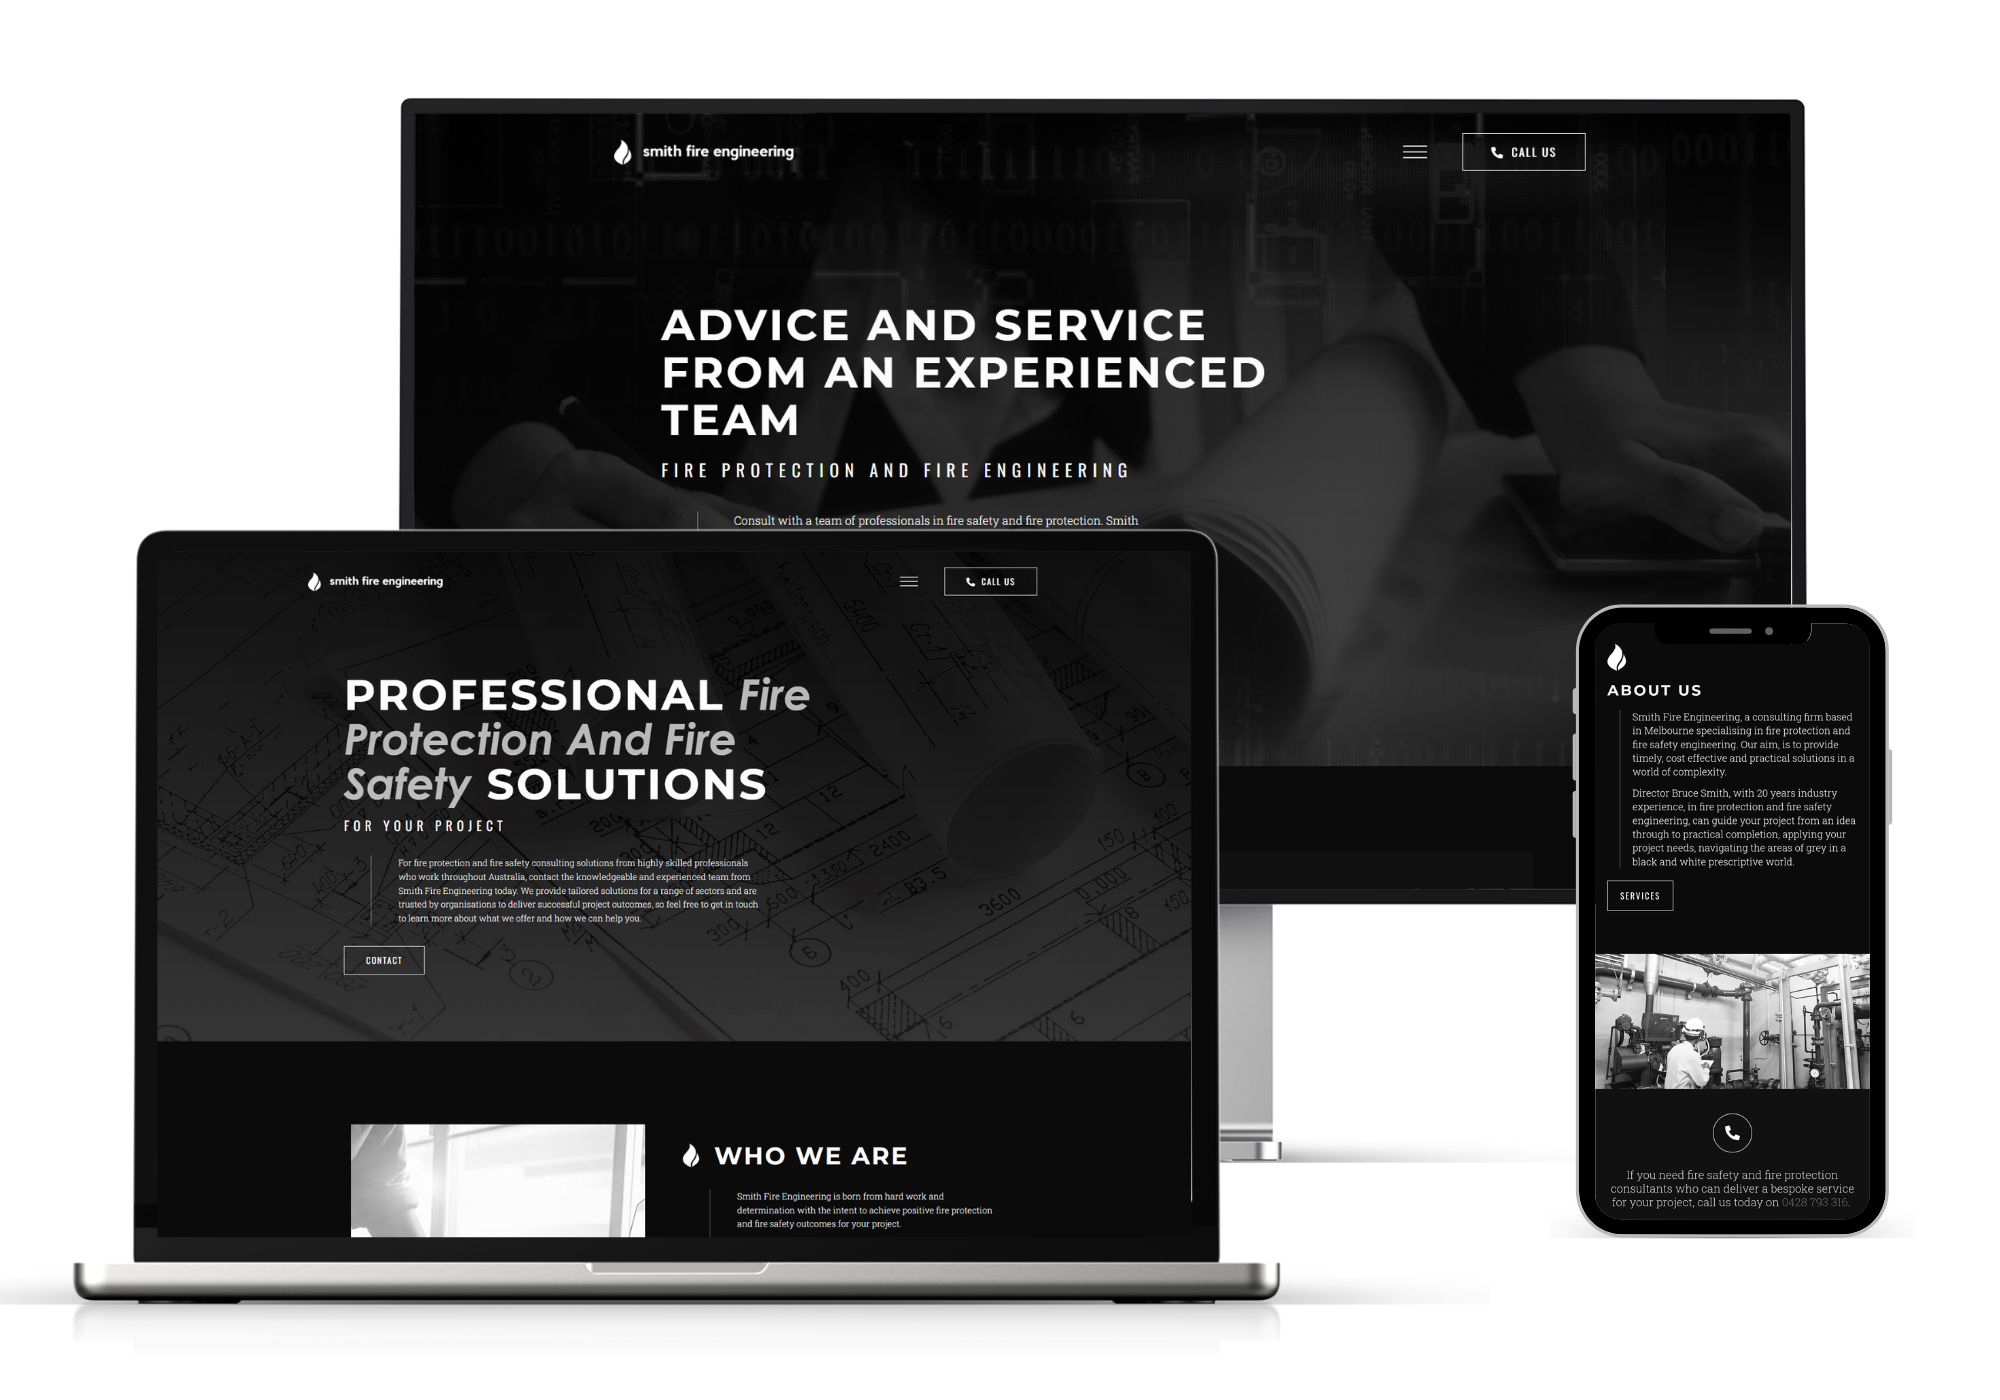 smith fire engineering
CALL US
ADVICE AND SERVICE
FROM AN EXPERIENCED
TEAM
FIRE PROTECTION AND FIRE ENGINEERING
Consult with a team of professionals in fire safety and fire protection. Smith
smith fire engineering
CALL US
PROFESSIONAL Fire
Protection And Fire
Safety SOLUTIONS
FOR YOUR PROJECT
For fire protection and fire safety consulting solutions from highly skilled professionals
who work throughout Australia, contact the knowledgeable and experienced team from
Smith Fire Engineering today. We provide tailored solutions for a range of sectors and are
trusted by organisations to deliver successful project outcomes, so feel free to get in touch
to learn more about what we offer and how we can help you.
CONTACT
WHO WE ARE
Smith Fire Engineering is born from hard work and
determination with the intent to achieve positive fire protection
and fire safety outcomes for your project.
ABOUT US
Smith Fire Engineering, a consulting firm based
in Melbourne specialising in fire protection and
fire safety engineering. Our aim, is to provide
timely, cost effective and practical solutions in a
world of complexity.
Director Bruce Smith, with 20 years industry
experience, in fire protection and fire safety
engineering, can guide your project from an idea
through to practical completion, applying your
project needs, navigating the areas of grey in a
black and white prescriptive world.
SERVICES
If you need fire safety and fire protection
consultants who can deliver a bespoke service
for your project, call us today on 0428 793 316.